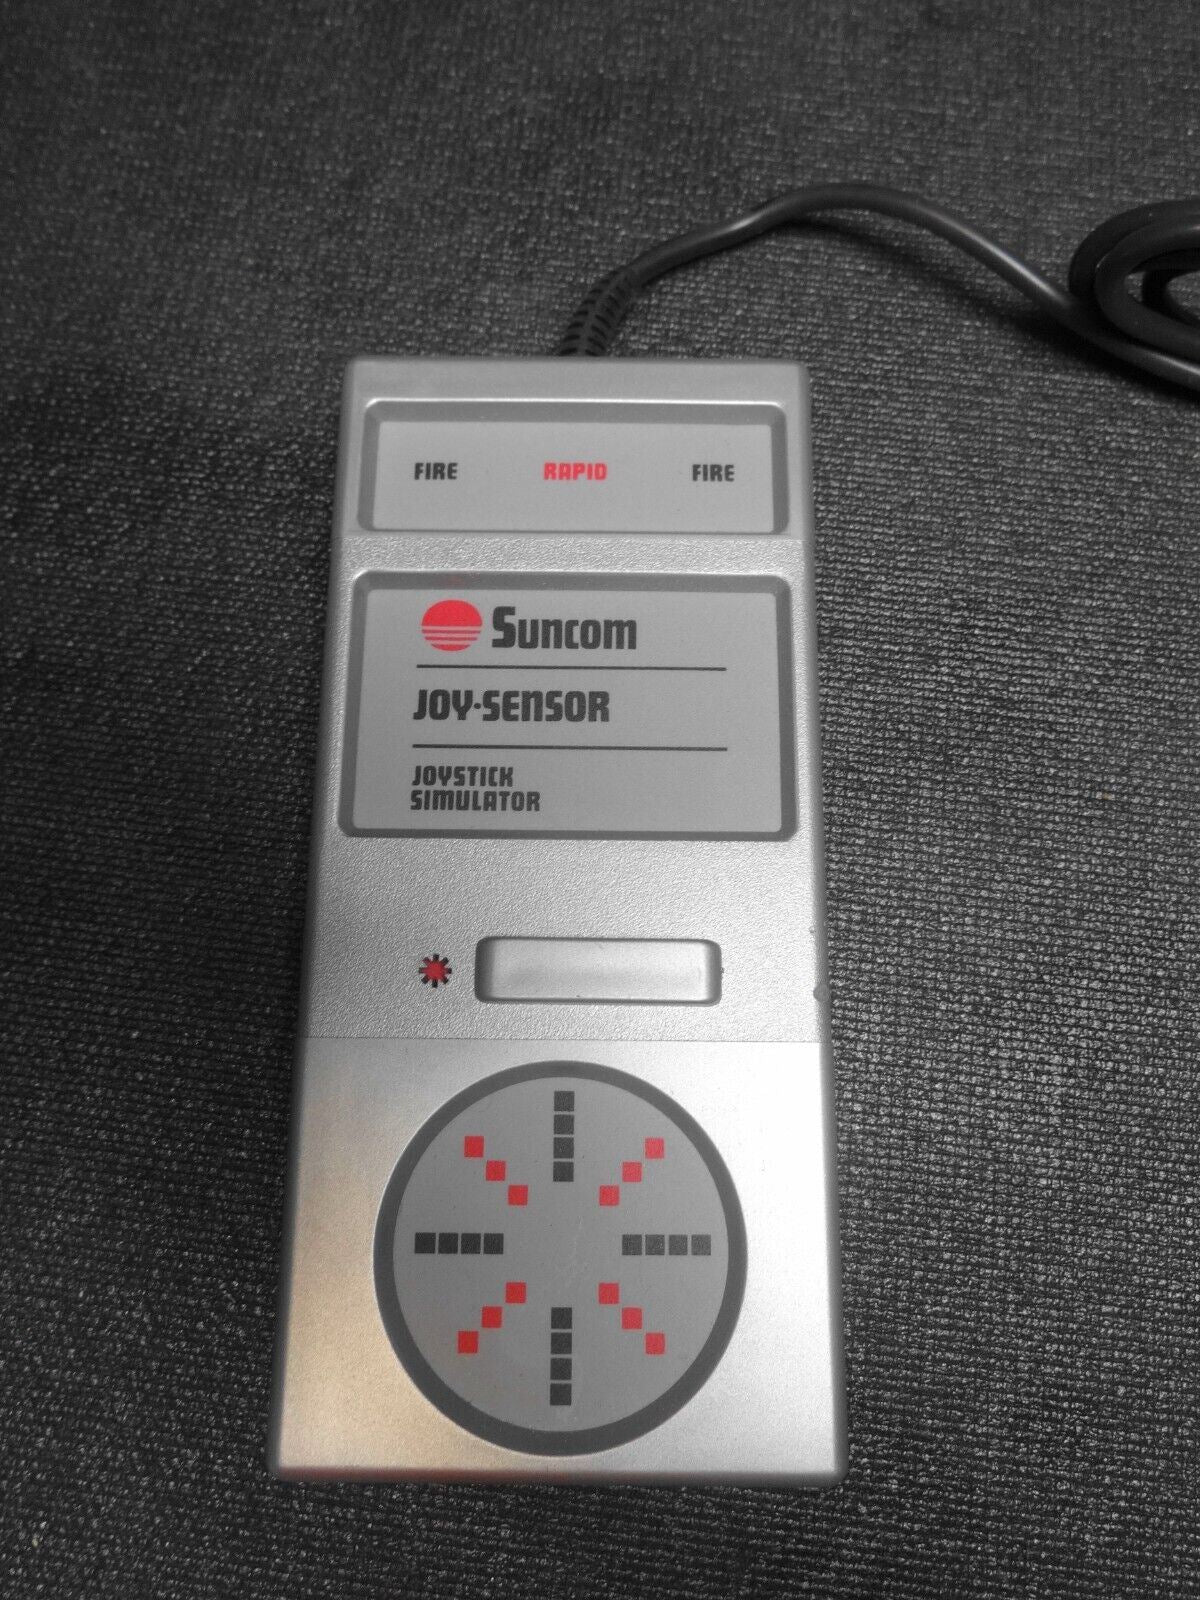 FIRE RAPID FIRE
Suncom
JOY·SENSOR
JOYSTICK
SIMULATOR